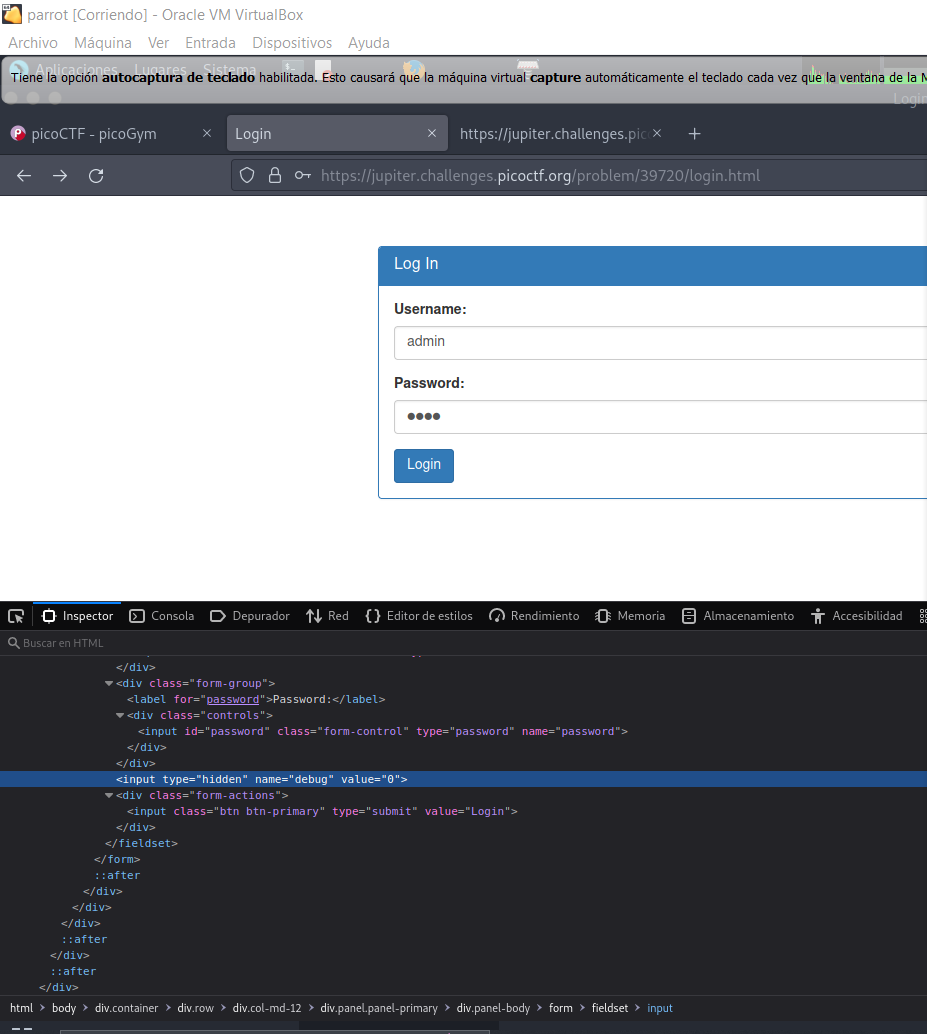 parrot [Corriendo] - Oracle VM VirtualBox
Archivo Máquina Ver Entrada Dispositivos Ayuda
Aplicaciones Lugares Sistema
Tiene la opción autocaptura de teclado habilitada. Esto causará que la máquina virtual capture automáticamente el teclado cada vez que la ventana de la M
Login
picoCTF - picoGym × Login × https://jupiter.challenges.pic × +
https://jupiter.challenges.picoctf.org/problem/39720/login.html
Log In
Username:
admin
Password:
●●●●
Login
Inspector Consola Depurador Red Editor de estilos Rendimiento Memoria Almacenamiento Accesibilidad
Buscar en HTML
</div>
<div class="form-group">
<label for="password">Password:</label>
<div class="controls">
<input id="password" class="form-control" type="password" name="password">
</div>
</div>
<input type="hidden" name="debug" value="0">
<div class="form-actions">
<input class="btn btn-primary" type="submit" value="Login">
</div>
</fieldset>
</form>
::after
</div>
</div>
</div>
::after
</div>
::after
</div>
html > body > div.container > div.row > div.col-md-12 > div.panel.panel-primary > div.panel-body > form > fieldset > input